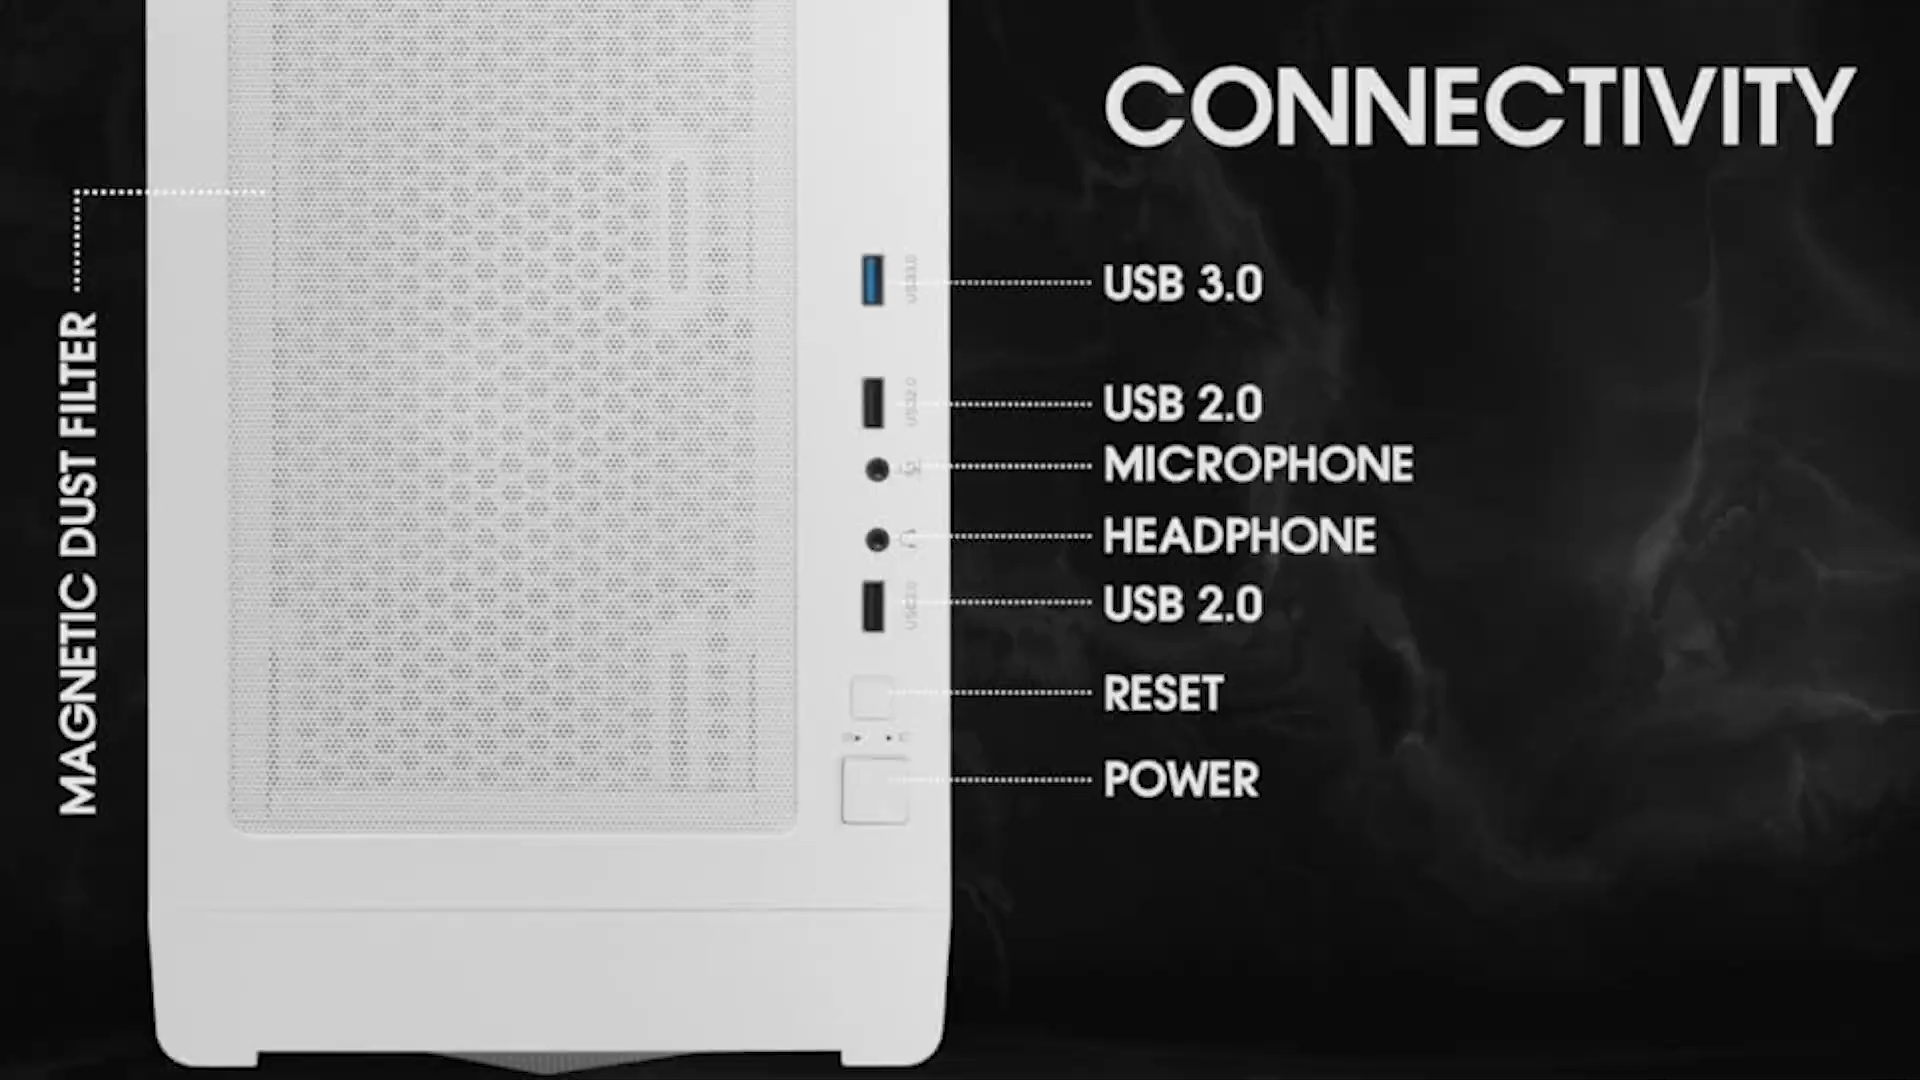 CONNECTIVITY
MAGNETIC DUST FILTER
USB 3.0
USB 2.0
MICROPHONE
HEADPHONE
USB 2.0
RESET
POWER